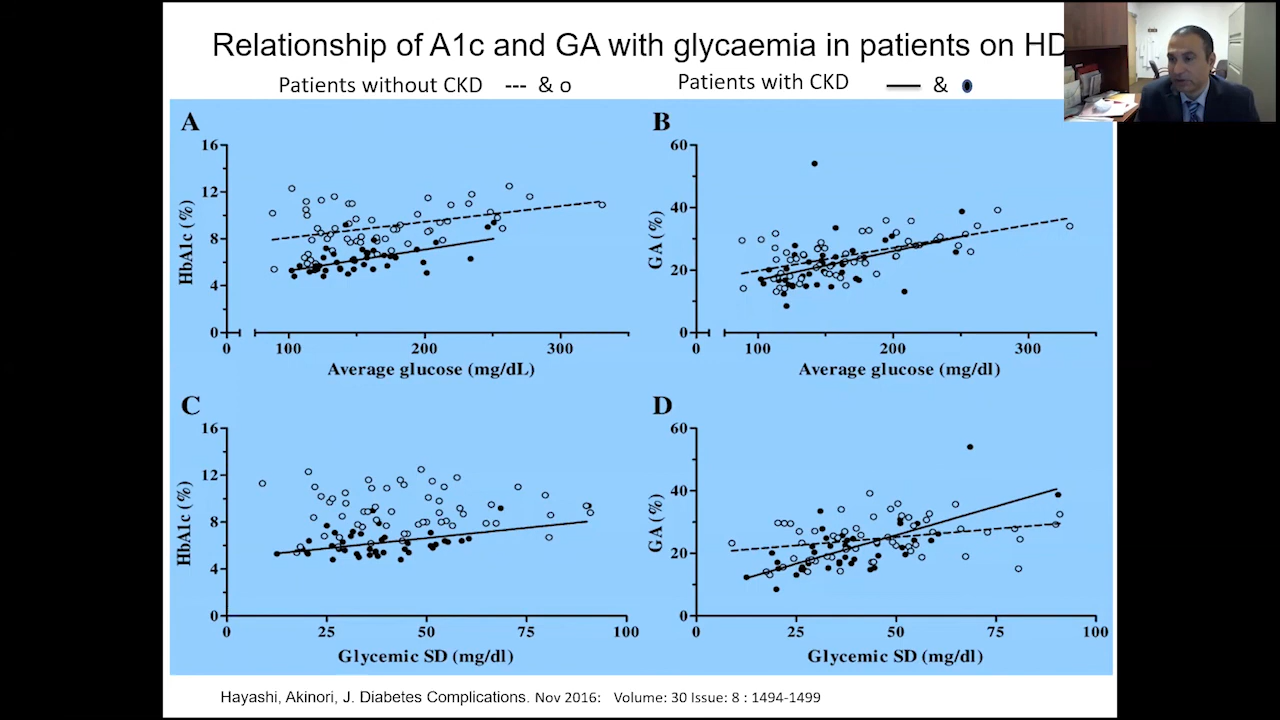 Relationship of A1c and GA with glycaemia in patients on HD
Patients without CKD --- & o
Patients with CKD — &
A
16
12
8
4
0
HbA1c (%)
0 100 200 300
Average glucose (mg/dL)
B
60
40
20
0
GA (%)
0 100 200 300
Average glucose (mg/dl)
C
16
12
8
4
0
HbA1c (%)
0 25 50 75 100
Glycemic SD (mg/dl)
D
60
40
20
0
GA (%)
0 25 50 75 100
Glycemic SD (mg/dl)
Hayashi, Akinori, J. Diabetes Complications. Nov 2016: Volume: 30 Issue: 8 : 1494-1499